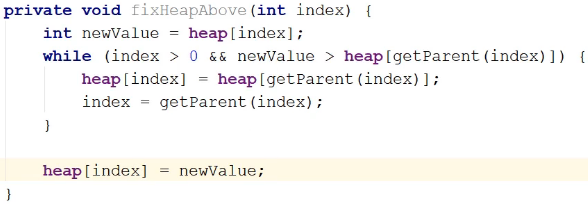 private void fixHeapAbove(int index) {
    int newValue = heap[index];
    while (index > 0 && newValue > heap[getParent(index)]) {
        heap[index] = heap[getParent(index)];
        index = getParent(index);
    }

    heap[index] = newValue;
}